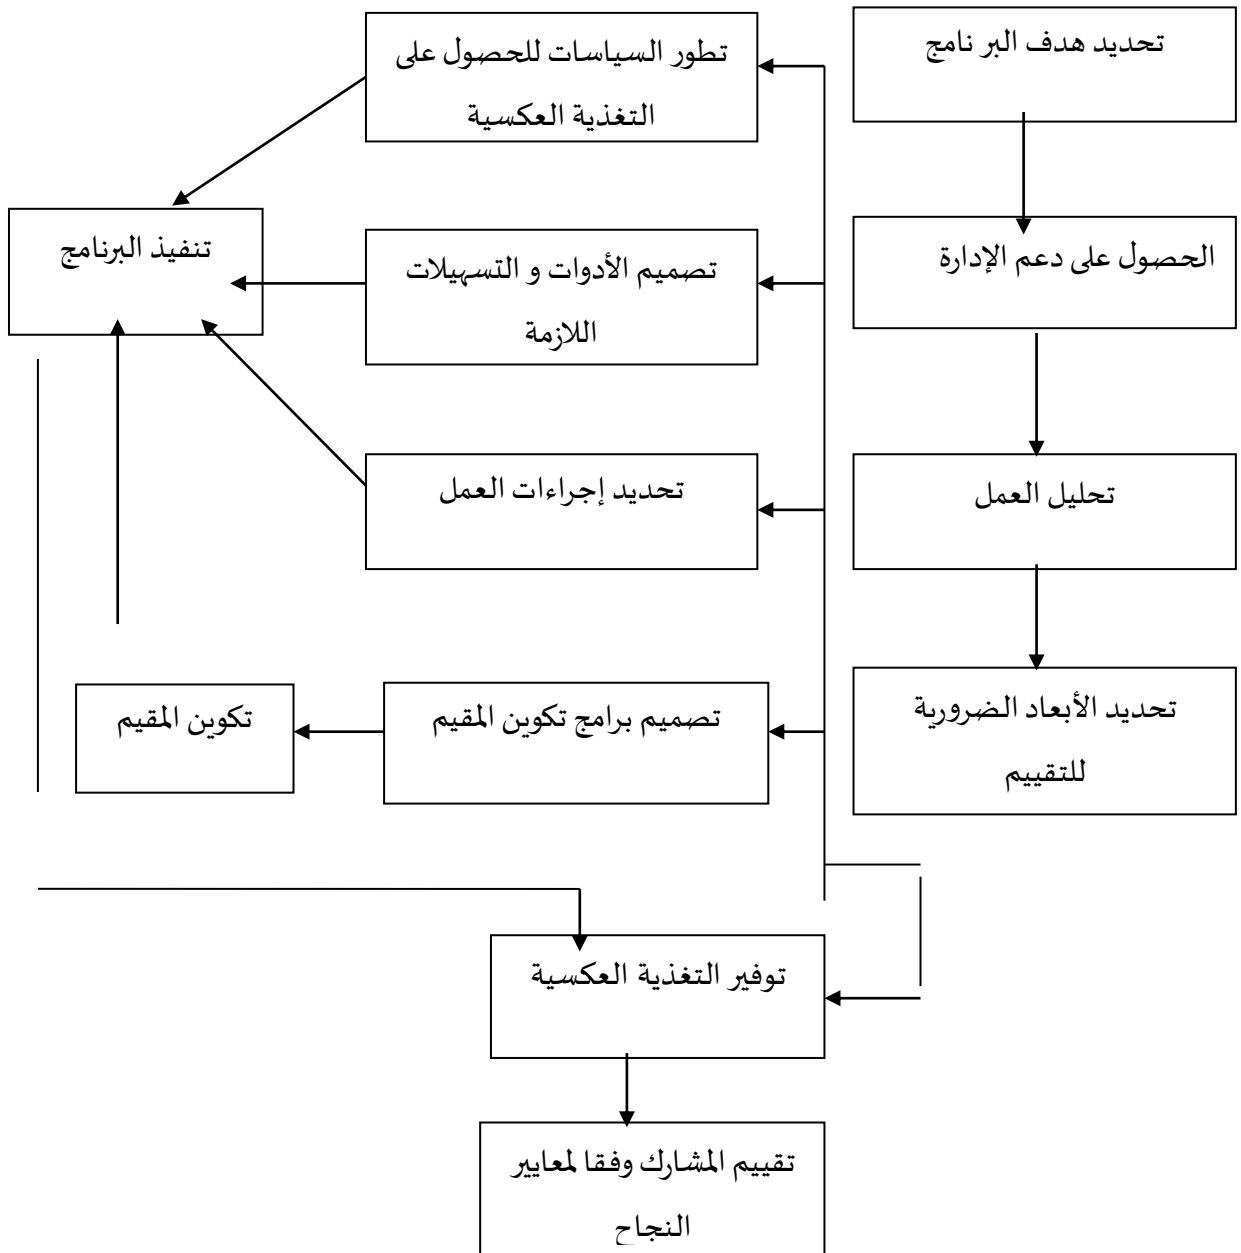 تحديد هدف البر نامج
الحصول على دعم الإدارة
تحليل العمل
تحديد الأبعاد الضرورية
للتقييم
تطور السياسات للحصول على
التغذية العكسية
تصميم الأدوات و التسهيلات
اللازمة
تحديد إجراءات العمل
تصميم برامج تكوين المقيم
تكوين المقيم
تنفيذ البرنامج
توفير التغذية العكسية
تقييم المشارك وفقا لمعايير
النجاح